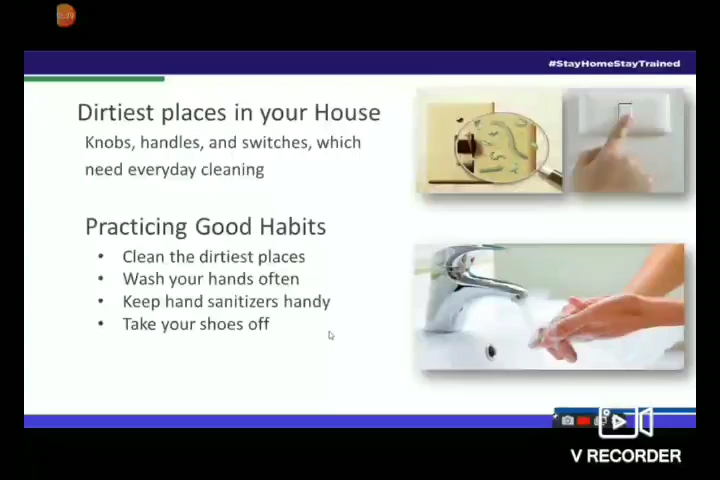 #StayHomeStayTrained
Dirtiest places in your House
Knobs, handles, and switches, which
need everyday cleaning
Practicing Good Habits
• Clean the dirtiest places
• Wash your hands often
• Keep hand sanitizers handy
• Take your shoes off
V RECORDER